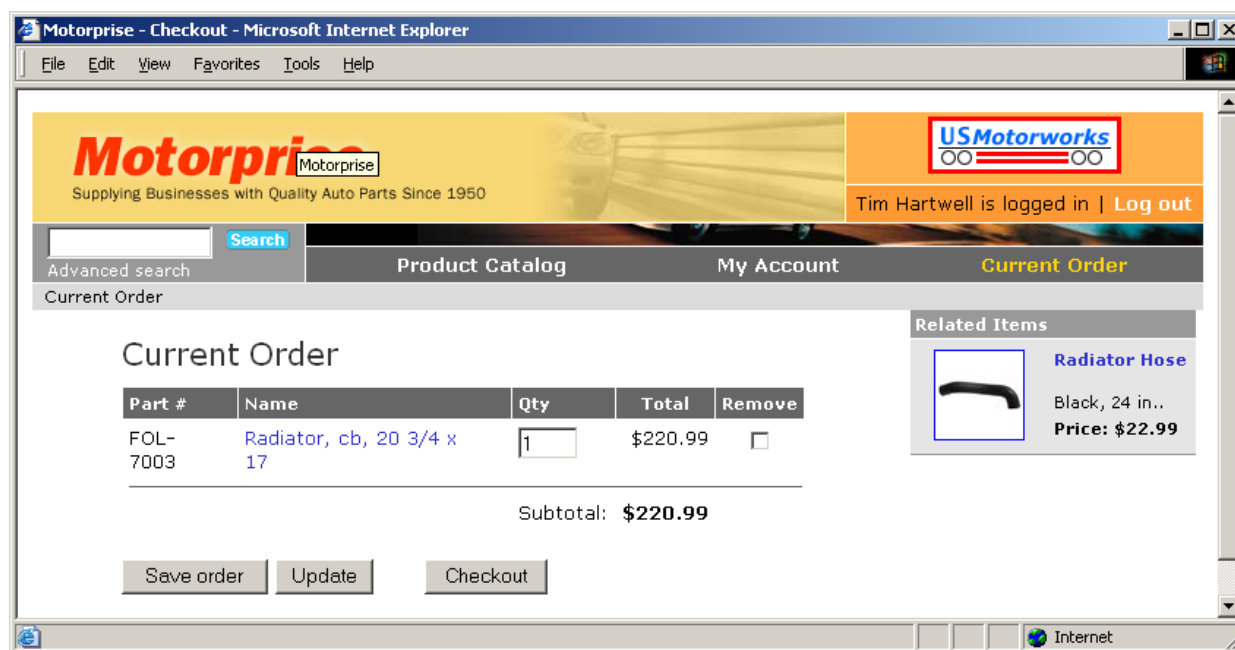 Motorprise - Checkout - Microsoft Internet Explorer
File Edit View Favorites Tools Help
Motorprise
Motorprise
Supplying Businesses with Quality Auto Parts Since 1950
USMotorworks
Tim Hartwell is logged in | Log out
Search
Advanced search
Product Catalog My Account Current Order
Current Order
Related Items
Radiator Hose
Black, 24 in..
Price: $22.99
Current Order
Part # Name Qty Total Remove
FOL- Radiator, cb, 20 3/4 x 1 $220.99
7003 17
Subtotal: $220.99
Save order Update Checkout
Internet